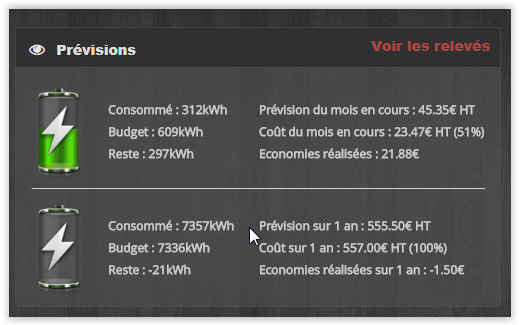 Prévisions
Voir les relevés
Consommé : 312kWh
Budget : 609kWh
Reste : 297kWh
Prévision du mois en cours : 45.35€ HT
Coût du mois en cours : 23.47€ HT (51%)
Economies réalisées : 21.88€
Consommé : 7357kWh
Budget : 7336kWh
Reste : -21kWh
Prévision sur 1 an : 555.50€ HT
Coût sur 1 an : 557.00€ HT (100%)
Economies réalisées sur 1 an : -1.50€